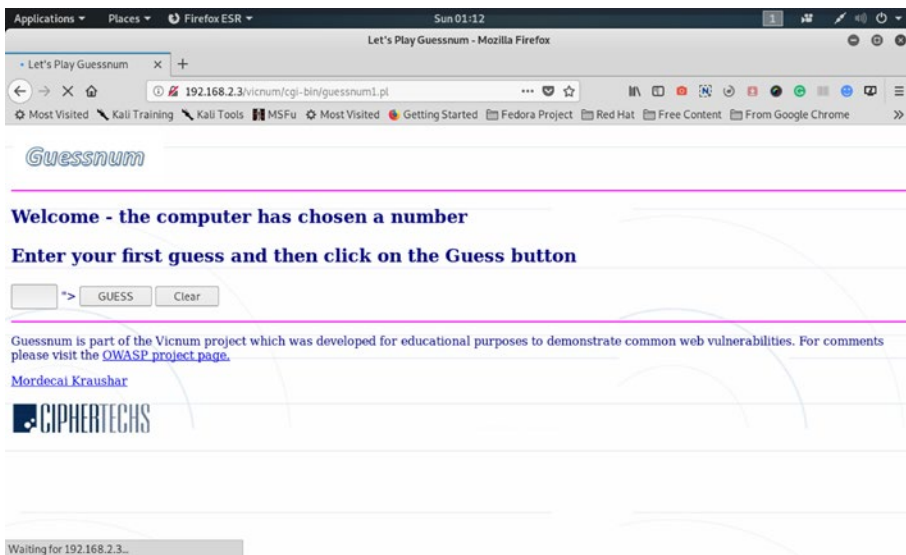 Applications Places Firefox ESR Sun 01:12 1
Let's Play Guessnum - Mozilla Firefox
• Let's Play Guessnum × +
192.168.2.3/vicnum/cgi-bin/guessnum1.pl
Most Visited Kali Training Kali Tools MSFu Most Visited Getting Started Fedora Project Red Hat Free Content From Google Chrome »
Guessnum
Welcome - the computer has chosen a number
Enter your first guess and then click on the Guess button
"> GUESS Clear
Guessnum is part of the Vicnum project which was developed for educational purposes to demonstrate common web vulnerabilities. For comments
please visit the OWASP project page.
Mordecai Kraushar
CIPHERTECHS
Waiting for 192.168.2.3...